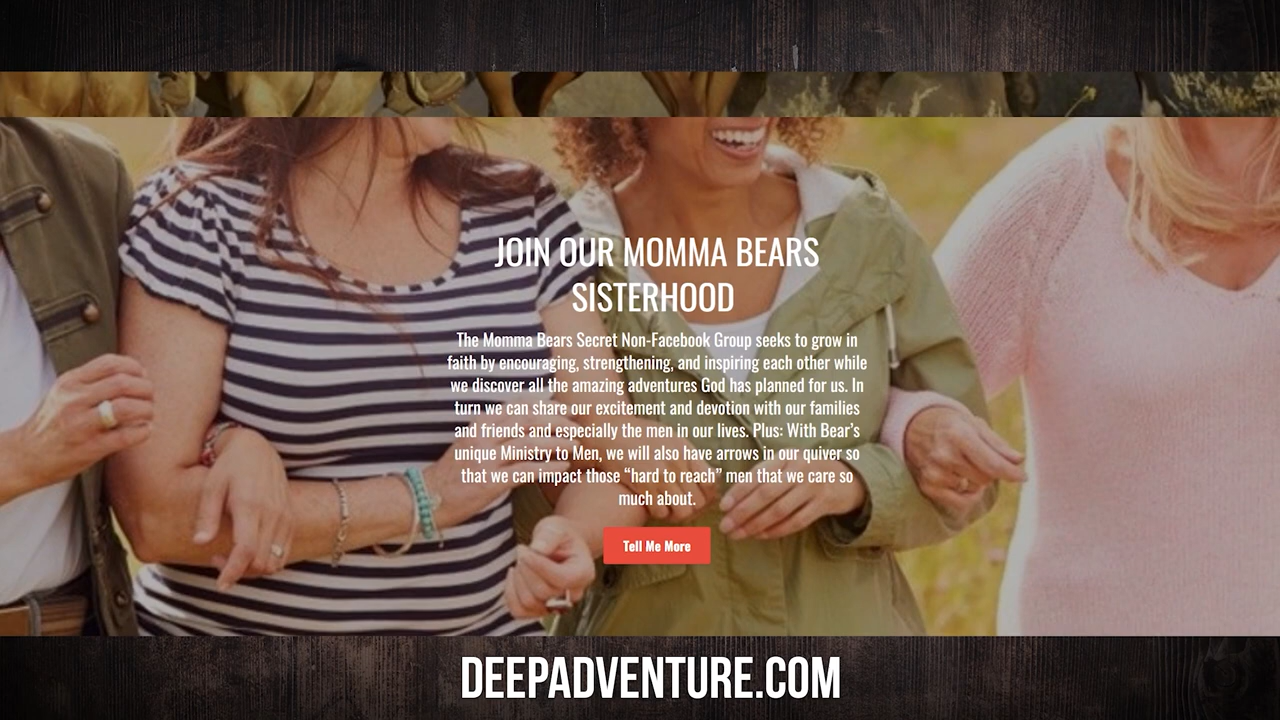 JOIN OUR MOMMA BEARS
SISTERHOOD
The Momma Bears Secret Non-Facebook Group seeks to grow in
faith by encouraging, strengthening, and inspiring each other while
we discover all the amazing adventures God has planned for us. In
turn we can share our excitement and devotion with our families
and friends and especially the men in our lives. Plus: With Bear’s
unique Ministry to Men, we will also have arrows in our quiver so
that we can impact those “hard to reach” men that we care so
much about.
Tell Me More
DEEPADVENTURE.COM